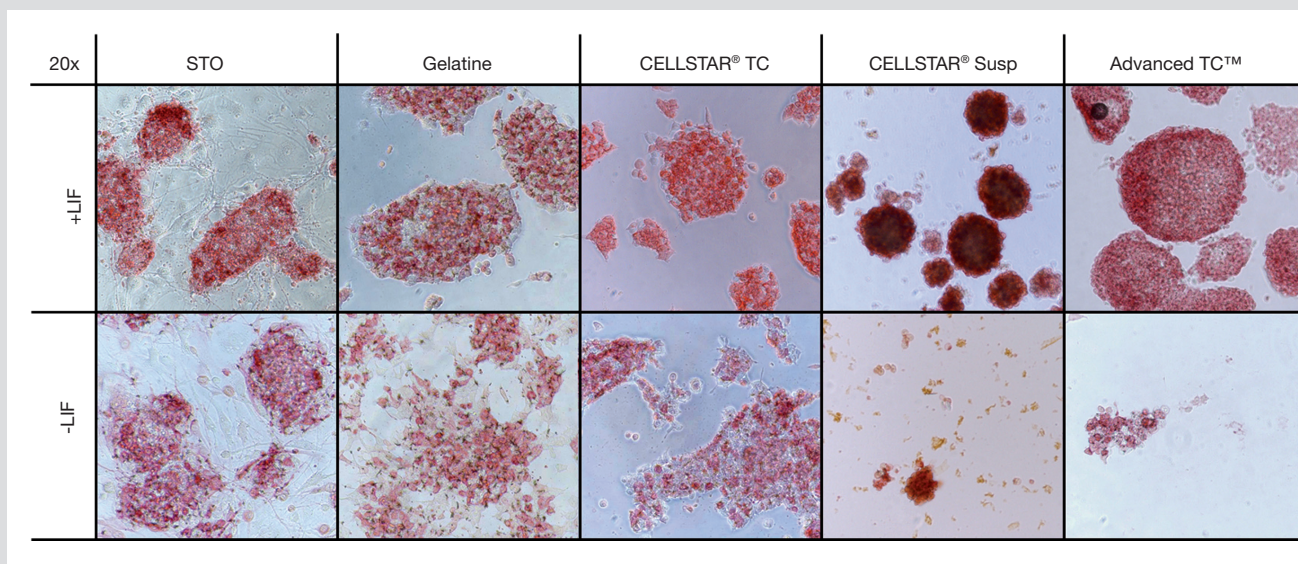 20x STO Gelatine CELLSTAR® TC CELLSTAR® Susp Advanced TC™
+LIF
-LIF